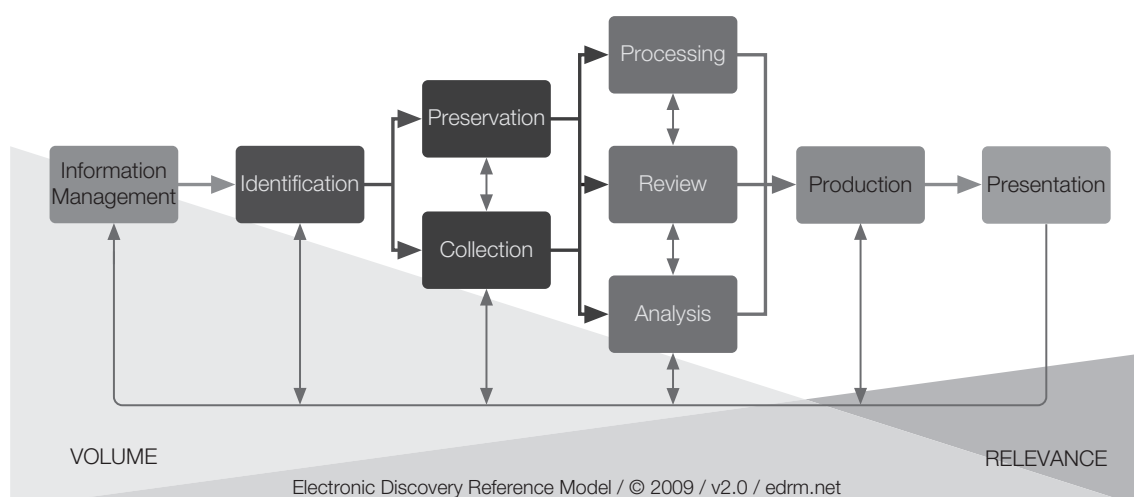 Processing
Preservation
Information
Management
Identification
Review
Production
Presentation
Collection
Analysis
VOLUME
RELEVANCE
Electronic Discovery Reference Model / © 2009 / v2.0 / edrm.net